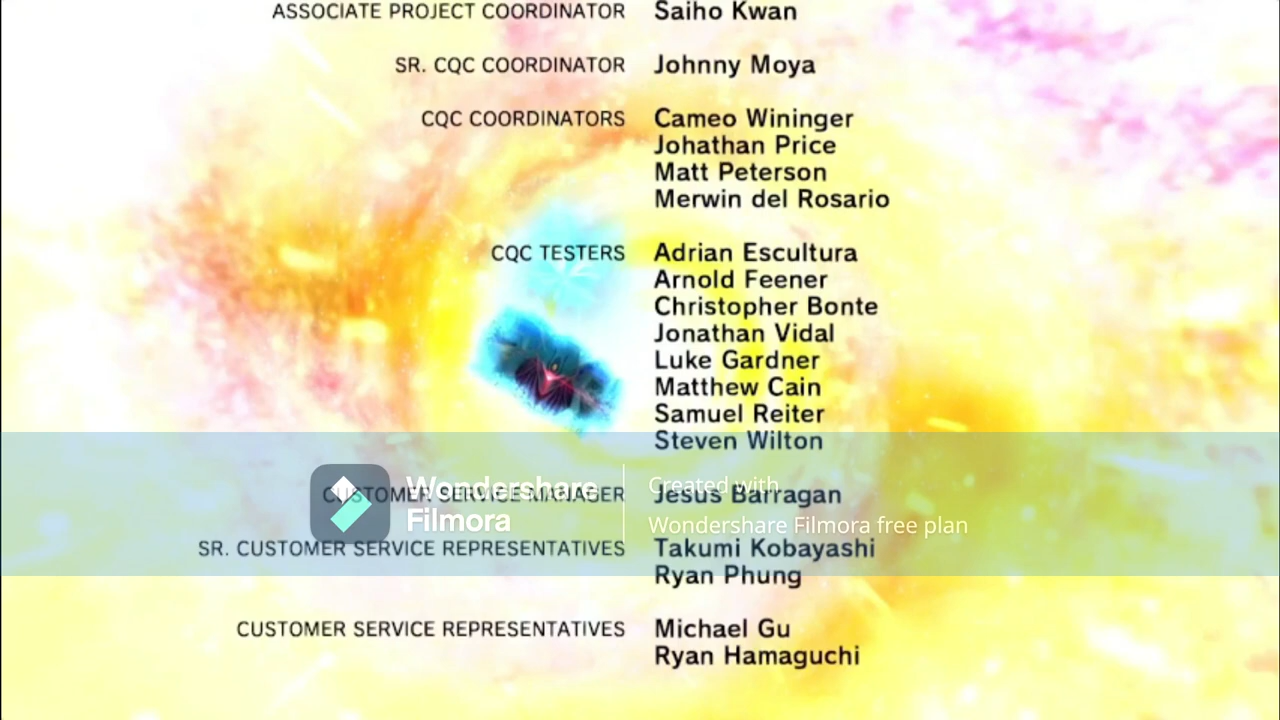 ASSOCIATE PROJECT COORDINATOR Saiho Kwan
SR. CQC COORDINATOR Johnny Moya
CQC COORDINATORS Cameo Wininger
Johathan Price
Matt Peterson
Merwin del Rosario
CQC TESTERS Adrian Escultura
Arnold Feener
Christopher Bonte
Jonathan Vidal
Luke Gardner
Matthew Cain
Samuel Reiter
Steven Wilton
CUSTOMER SERVICE MANAGER Jesus Barragan
Wondershare
Filmora
Created with
Wondershare Filmora free plan
SR. CUSTOMER SERVICE REPRESENTATIVES Takumi Kobayashi
Ryan Phung
CUSTOMER SERVICE REPRESENTATIVES Michael Gu
Ryan Hamaguchi